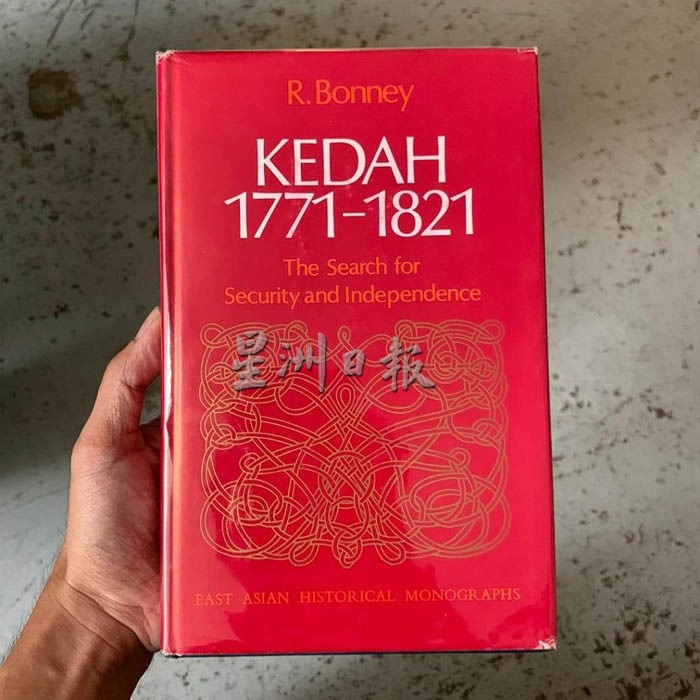 R. Bonney
KEDAH
1771–1821
The Search for
Security and Independence
星洲日報
EAST ASIAN HISTORICAL MONOGRAPHS